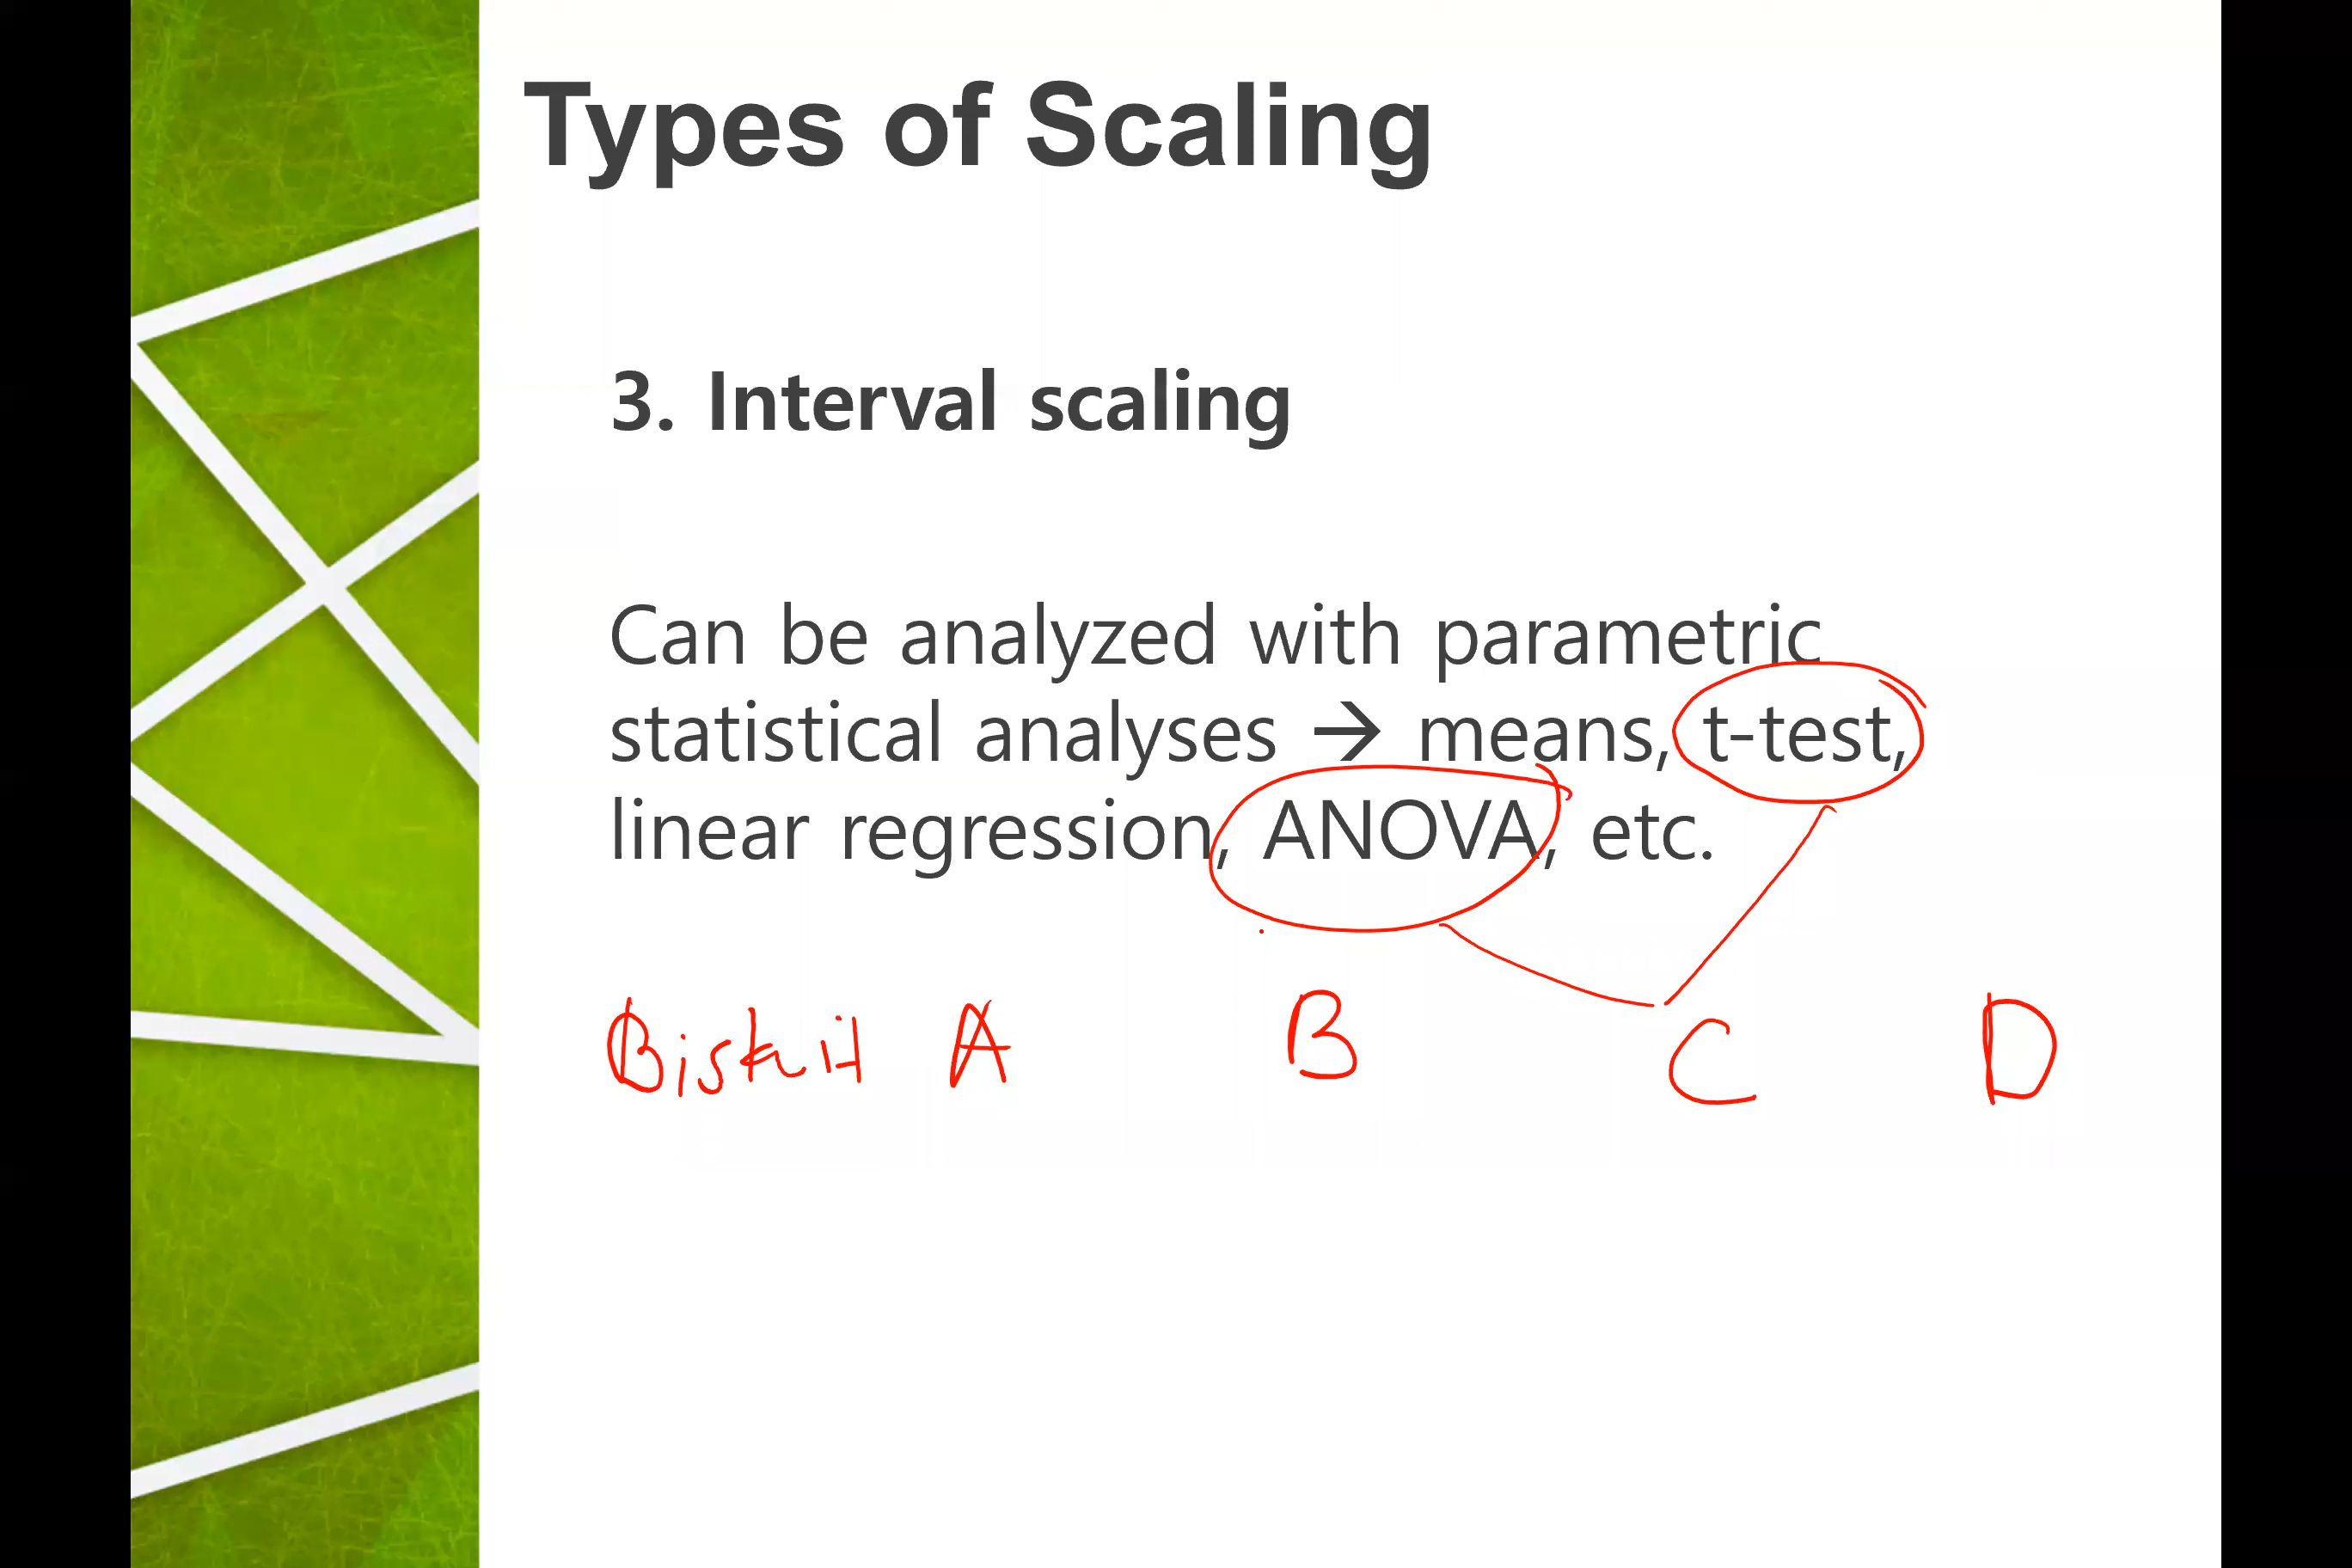 Types of Scaling
3. Interval scaling
Can be analyzed with parametric
statistical analyses → means, t-test,
linear regression, ANOVA, etc.
Biskit A B C D